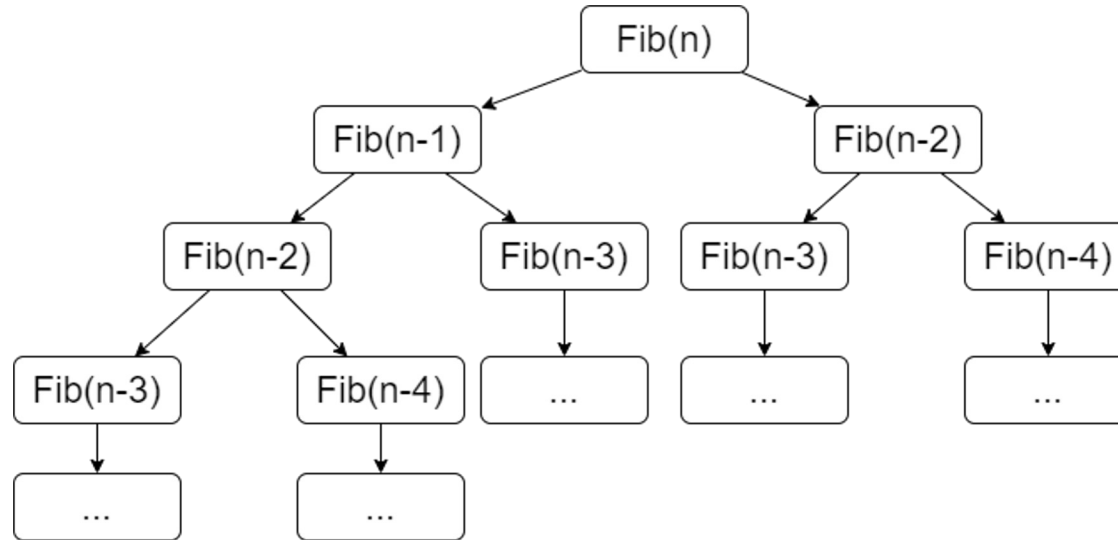 Fib(n)
Fib(n-1)
Fib(n-2)
Fib(n-2)
Fib(n-3)
Fib(n-3)
Fib(n-4)
Fib(n-3)
Fib(n-4)
...
...
...
...
...